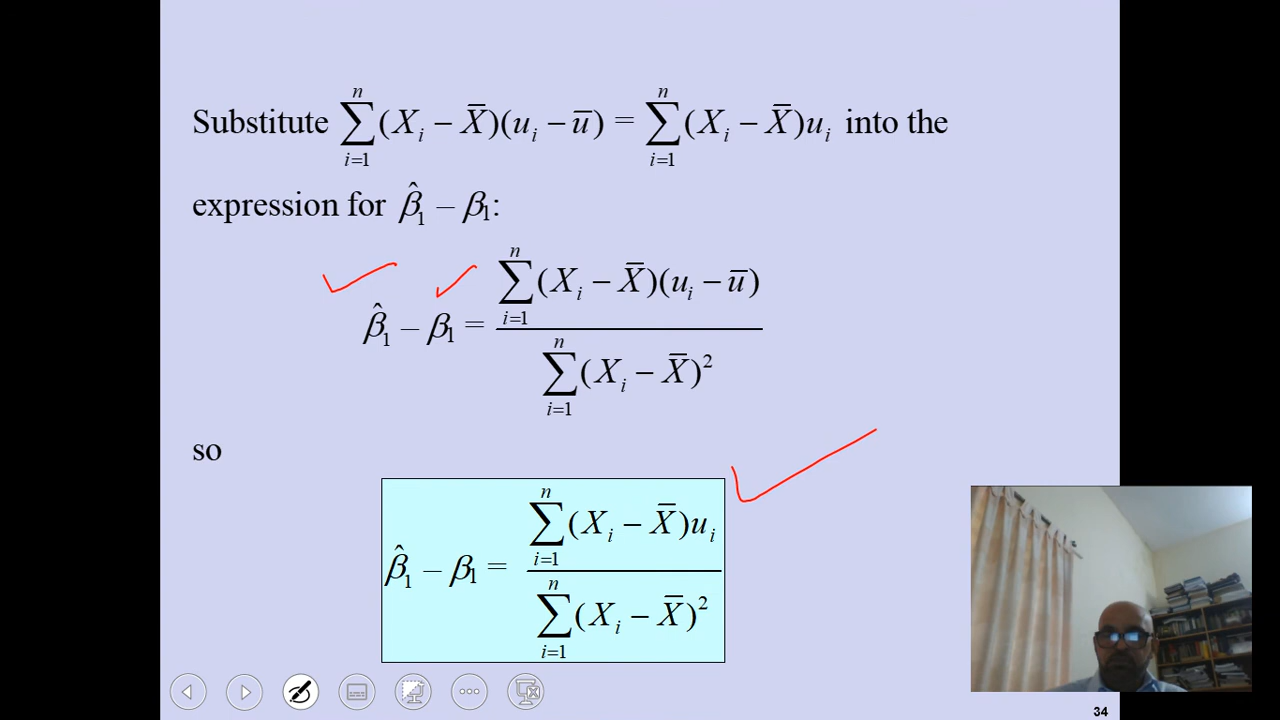 Substitute $\sum_{i=1}^{n}(X_i - \bar{X})(u_i - \bar{u}) = \sum_{i=1}^{n}(X_i - \bar{X})u_i$ into the
expression for $\hat{\beta}_1 - \beta_1$:
$\hat{\beta}_1 - \beta_1 = \frac{\sum_{i=1}^{n}(X_i - \bar{X})(u_i - \bar{u})}{\sum_{i=1}^{n}(X_i - \bar{X})^2}$
so
$\hat{\beta}_1 - \beta_1 = \frac{\sum_{i=1}^{n}(X_i - \bar{X})u_i}{\sum_{i=1}^{n}(X_i - \bar{X})^2}$
34